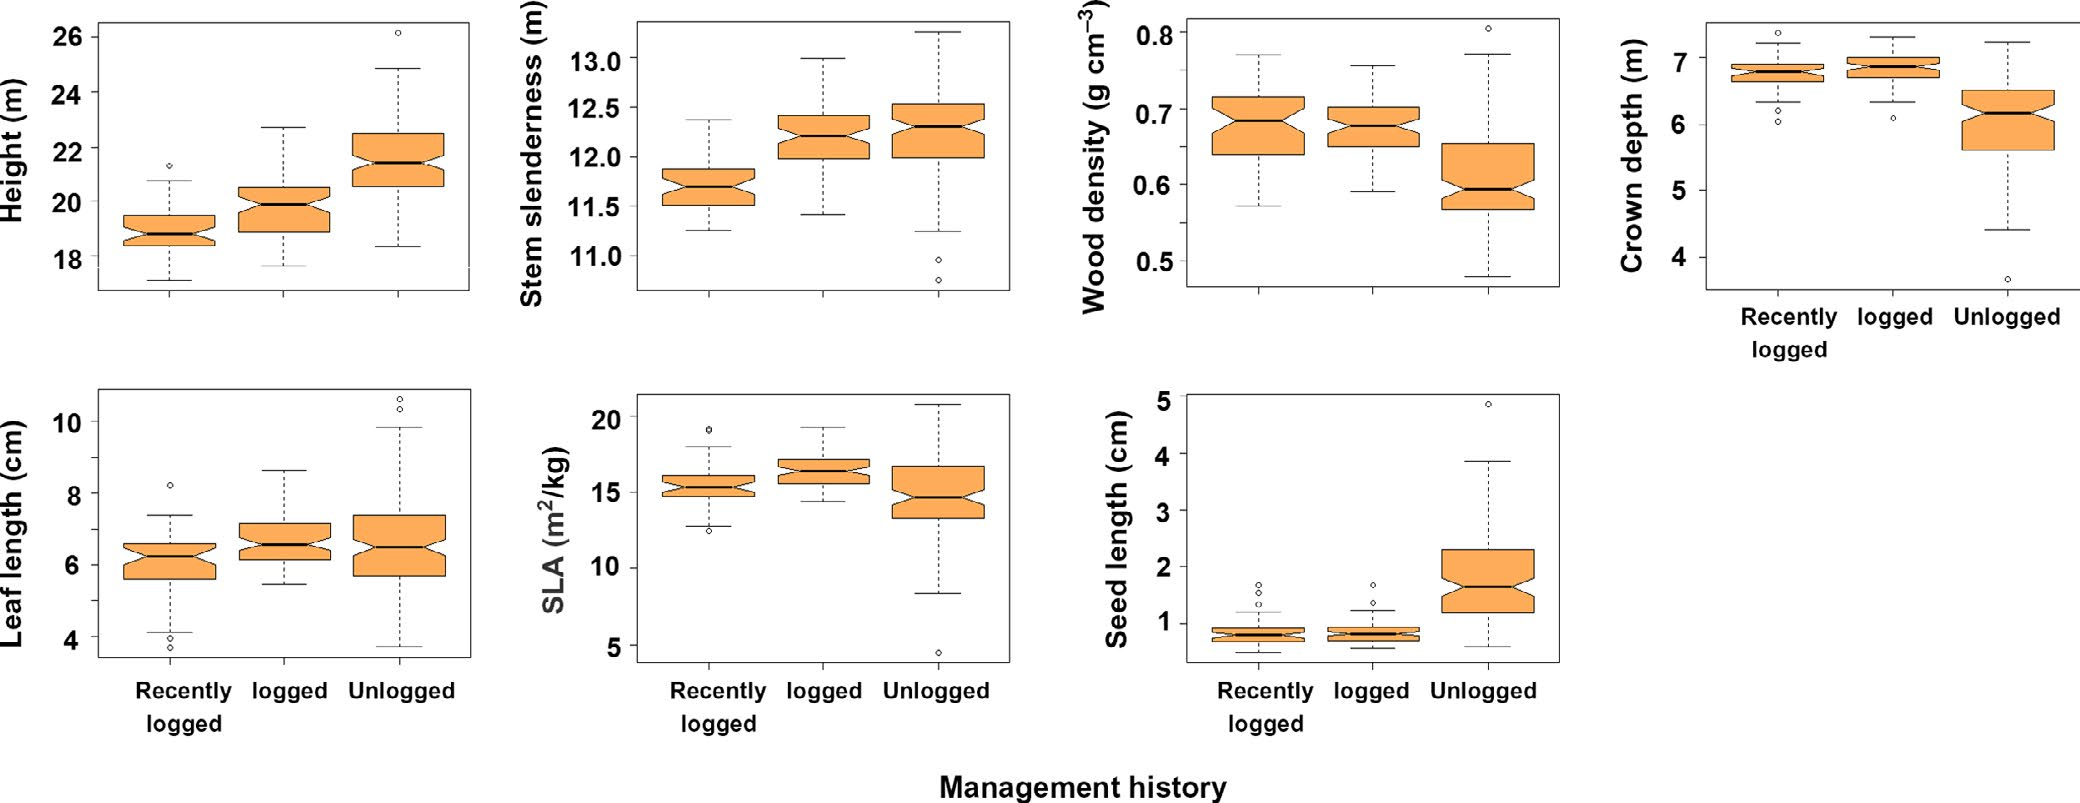 Height (m)
26
24
22
20
18
Stem slenderness (m)
13.0
12.5
12.0
11.5
11.0
Wood density (g cm⁻³)
0.8
0.7
0.6
0.5
Crown depth (m)
7
6
5
4
Recently logged
logged
Unlogged
Leaf length (cm)
10
8
6
4
Recently logged
logged
Unlogged
SLA (m²/kg)
20
15
10
5
Recently logged
logged
Unlogged
Seed length (cm)
5
4
3
2
1
Recently logged
logged
Unlogged
Management history